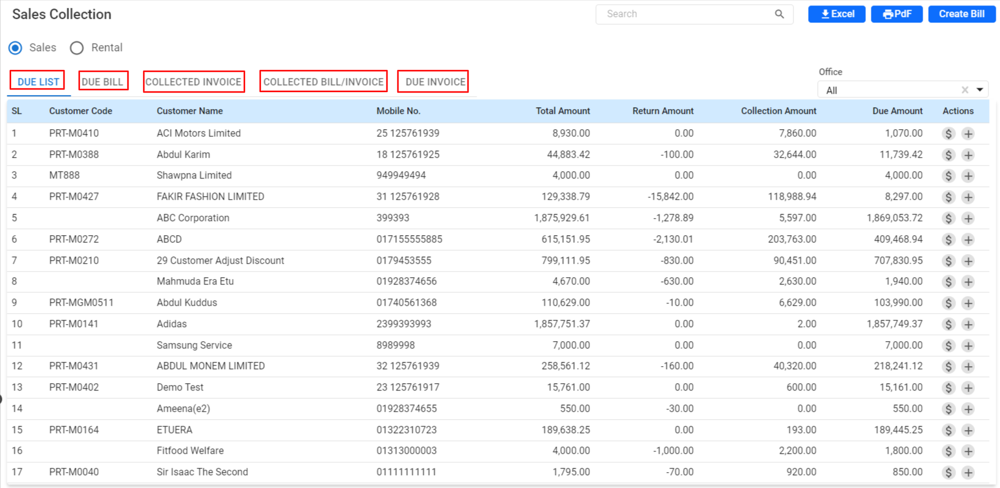 Sales Collection Search Excel PdF Create Bill
Sales Rental
Office
DUE LIST DUE BILL COLLECTED INVOICE COLLECTED BILL/INVOICE DUE INVOICE All
SL Customer Code Customer Name Mobile No. Total Amount Return Amount Collection Amount Due Amount Actions
1 PRT-M0410 ACI Motors Limited 25 125761939 8,930.00 0.00 7,860.00 1,070.00
2 PRT-M0388 Abdul Karim 18 125761925 44,883.42 -100.00 32,644.00 11,739.42
3 MT888 Shawpna Limited 949949494 4,000.00 0.00 0.00 4,000.00
4 PRT-M0427 FAKIR FASHION LIMITED 31 125761928 129,338.79 -15,842.00 118,988.94 8,297.00
5 ABC Corporation 399393 1,875,929.61 -1,278.89 5,597.00 1,869,053.72
6 PRT-M0272 ABCD 017155555885 615,151.95 -2,130.01 203,763.00 409,468.94
7 PRT-M0210 29 Customer Adjust Discount 0179453555 799,111.95 -830.00 90,451.00 707,830.95
8 Mahmuda Era Etu 01928374656 4,670.00 -630.00 2,630.00 1,940.00
9 PRT-MGM0511 Abdul Kuddus 01740561368 110,629.00 -10.00 6,629.00 103,990.00
10 PRT-M0141 Adidas 2399393993 1,857,751.37 0.00 2.00 1,857,749.37
11 Samsung Service 8989998 7,000.00 0.00 0.00 7,000.00
12 PRT-M0431 ABDUL MONEM LIMITED 32 125761939 258,561.12 -160.00 40,320.00 218,241.12
13 PRT-M0402 Demo Test 23 125761917 15,761.00 0.00 600.00 15,161.00
14 Ameena(e2) 01928374655 550.00 -30.00 0.00 550.00
15 PRT-M0164 ETUERA 01322310723 189,638.25 0.00 193.00 189,445.25
16 Fitfood Welfare 01313000003 4,000.00 -1,000.00 2,200.00 1,800.00
17 PRT-M0040 Sir Isaac The Second 01111111111 1,795.00 -70.00 920.00 850.00